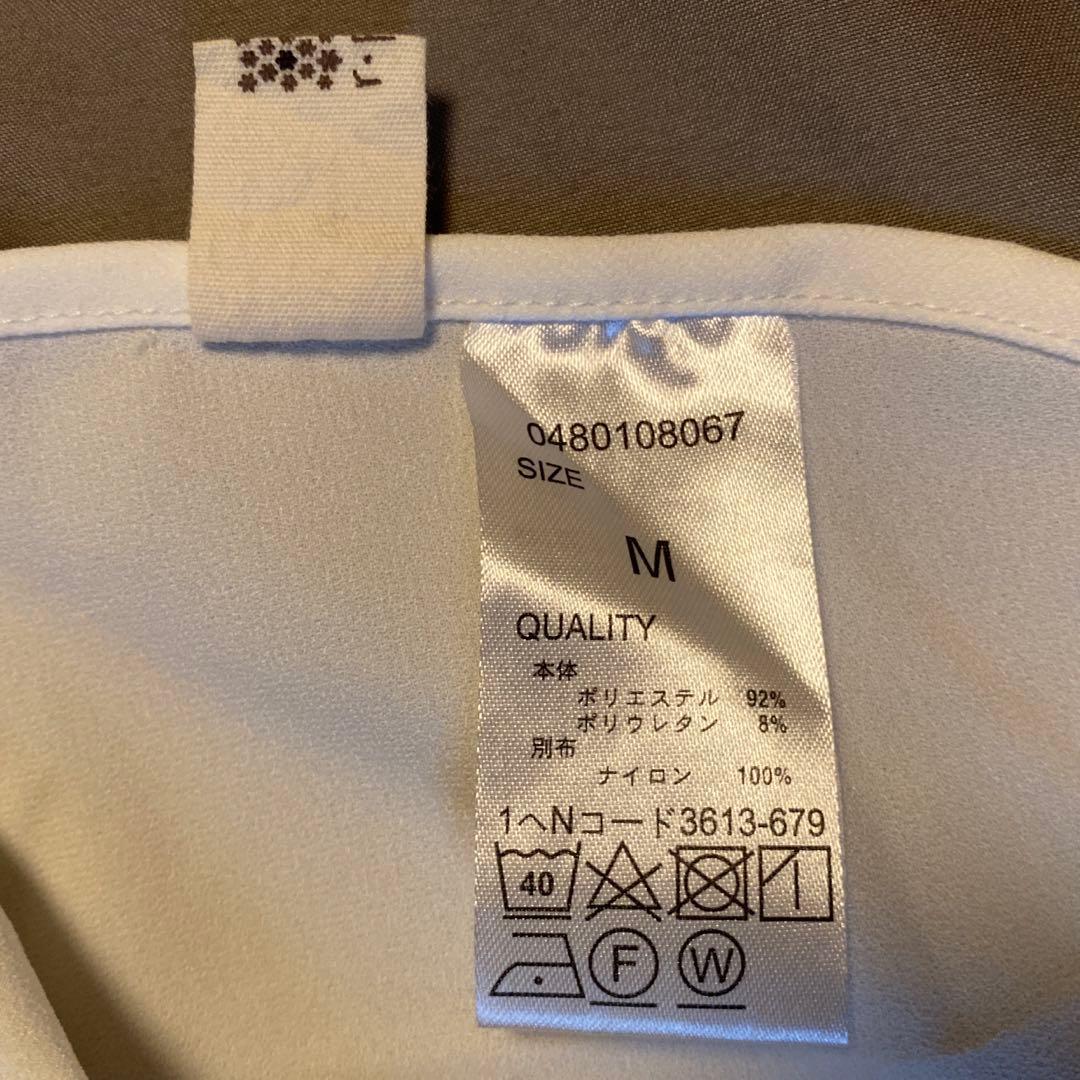 0480108067
SIZE
M
QUALITY
本体
ポリエステル 92%
ポリウレタン 8%
別布
ナイロン 100%
1ヘNコード3613-679
40
F W